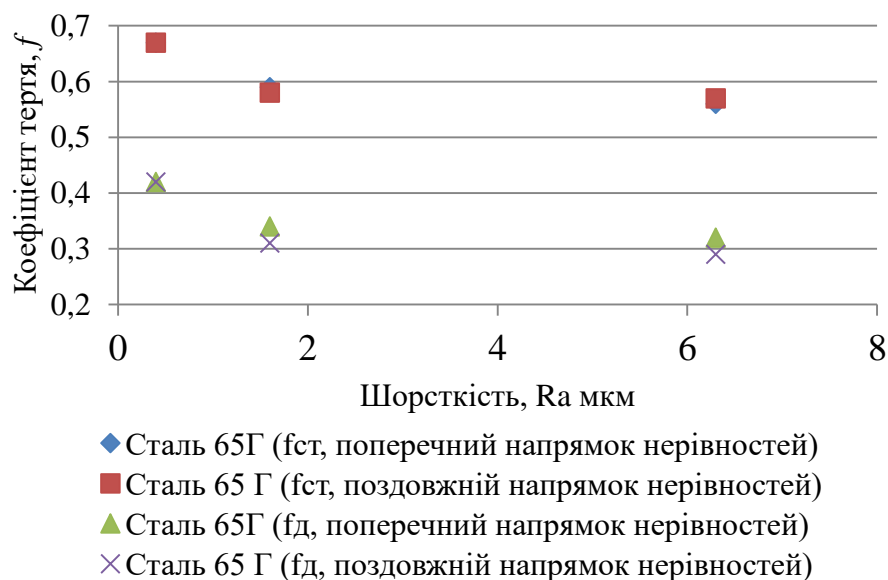 Коефіцієнт тертя, f
0,7
0,6
0,5
0,4
0,3
0,2
0 2 4 6 8
Шорсткість, Ra мкм
Сталь 65Г (fст, поперечний напрямок нерівностей)
Сталь 65 Г (fст, поздовжній напрямок нерівностей)
Сталь 65Г (fд, поперечний напрямок нерівностей)
Сталь 65 Г (fд, поздовжній напрямок нерівностей)